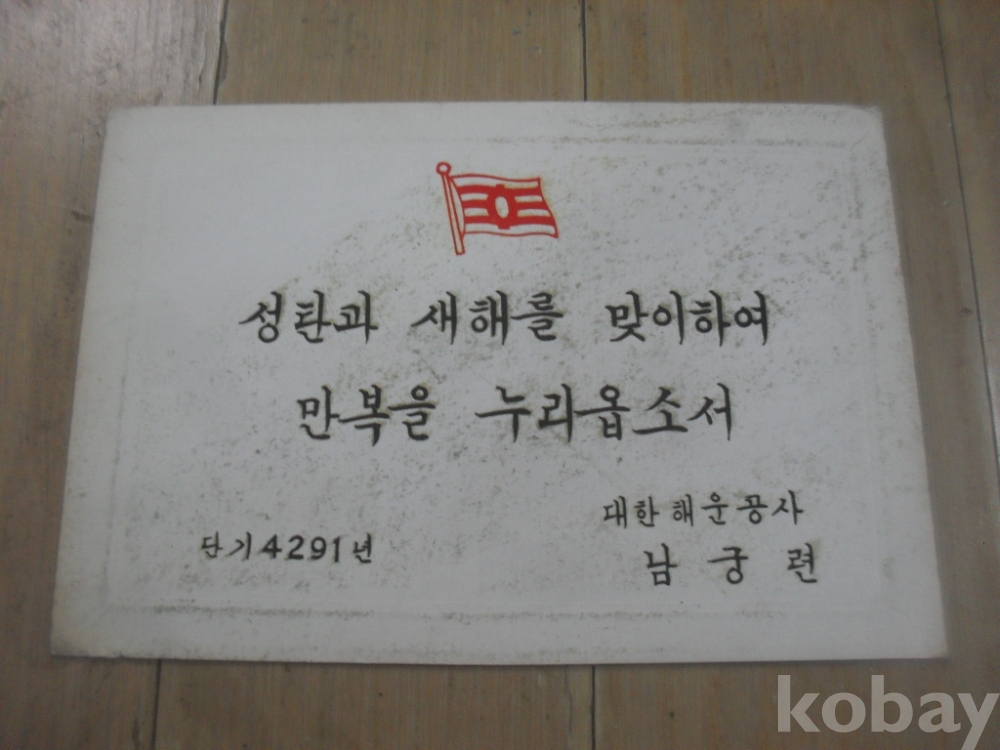 성탄과 새해를 맞이하여
만복을 누리옵소서
대한해운공사
단기 4291년
남궁련
kobay